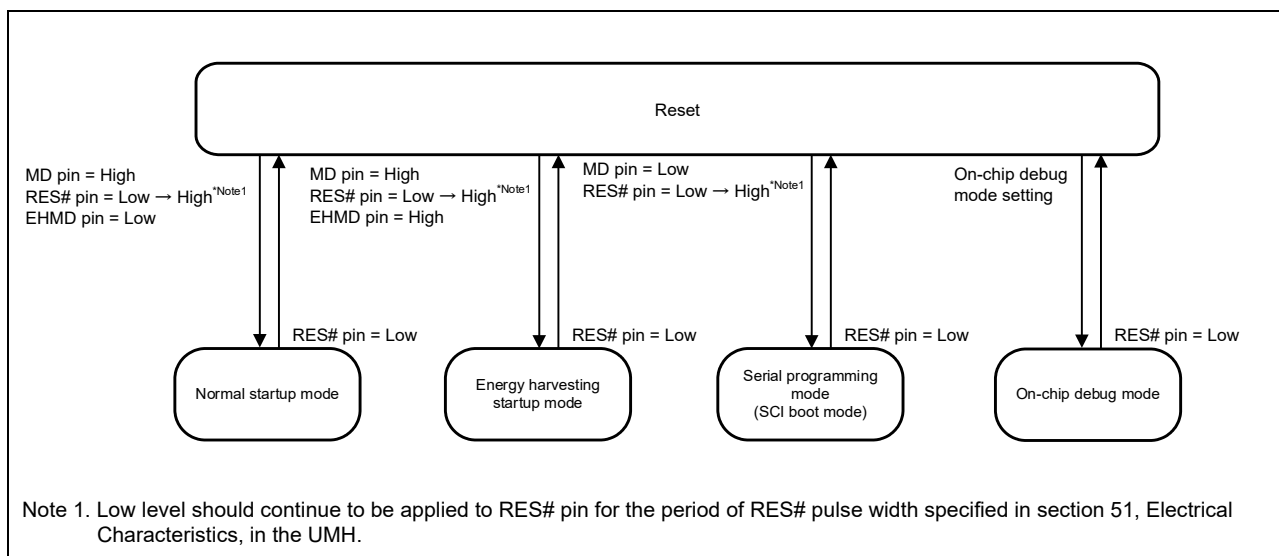 Reset
MD pin = High
RES# pin = Low → High*Note1
EHMD pin = Low
MD pin = High
RES# pin = Low → High*Note1
EHMD pin = High
MD pin = Low
RES# pin = Low → High*Note1
On-chip debug
mode setting
RES# pin = Low
RES# pin = Low
RES# pin = Low
RES# pin = Low
Normal startup mode
Energy harvesting
startup mode
Serial programming
mode
(SCI boot mode)
On-chip debug mode
Note 1. Low level should continue to be applied to RES# pin for the period of RES# pulse width specified in section 51, Electrical
Characteristics, in the UMH.